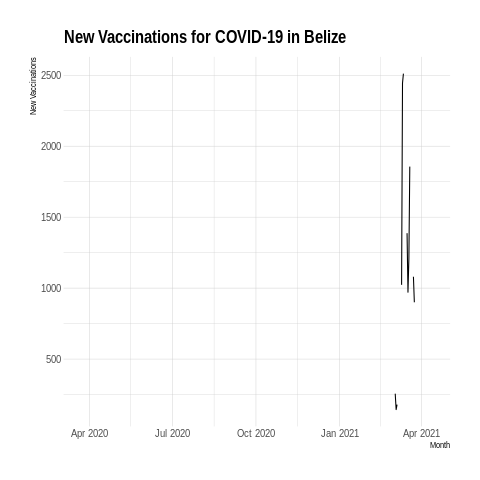 New Vaccinations for COVID-19 in Belize
New Vaccinations
2500
2000
1500
1000
500
Apr 2020 Jul 2020 Oct 2020 Jan 2021 Apr 2021
Month